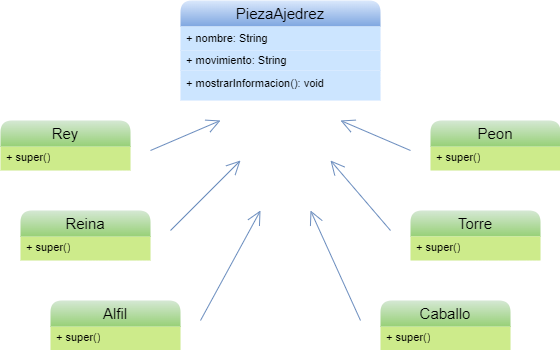 PiezaAjedrez
+ nombre: String
+ movimiento: String
+ mostrarInformacion(): void
Rey
+ super()
Peon
+ super()
Reina
+ super()
Torre
+ super()
Alfil
+ super()
Caballo
+ super()